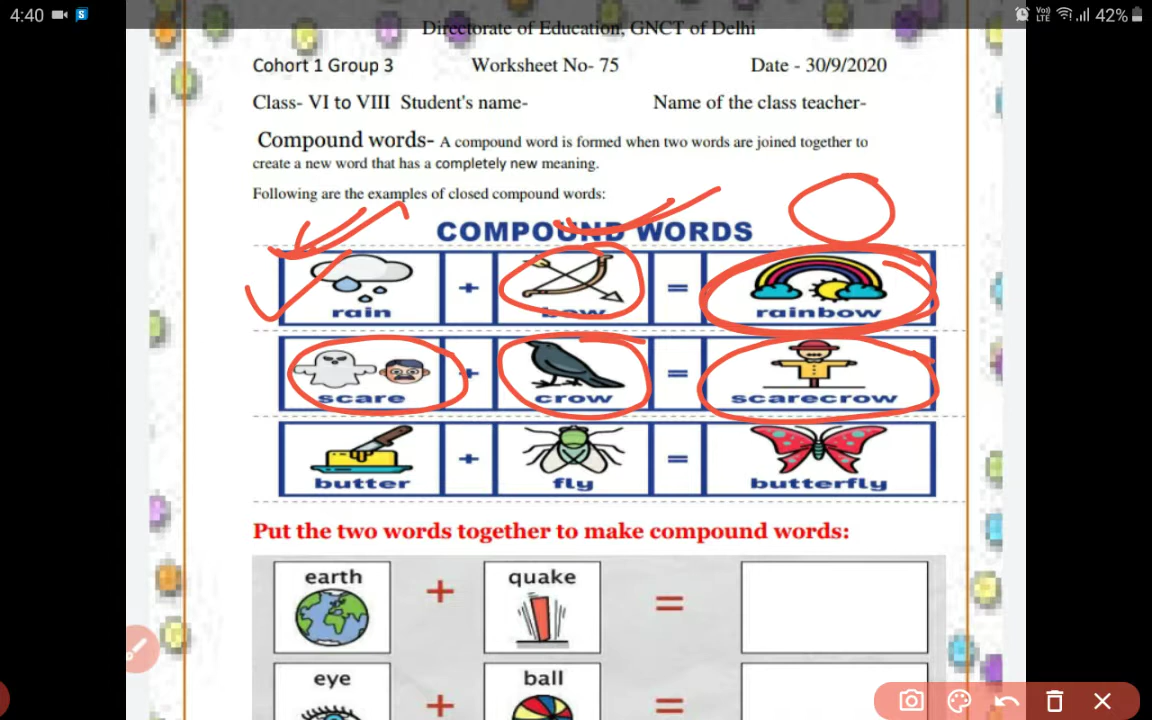 4:40
S
Vo)) LTE
42%
Directorate of Education, GNCT of Delhi
Cohort 1 Group 3 Worksheet No- 75 Date - 30/9/2020
Class- VI to VIII Student's name- Name of the class teacher-
Compound words- A compound word is formed when two words are joined together to
create a new word that has a completely new meaning.
Following are the examples of closed compound words:
COMPOUND WORDS
rain + bow = rainbow
scare + crow = scarecrow
butter + fly = butterfly
Put the two words together to make compound words:
earth + quake =
eye + ball =